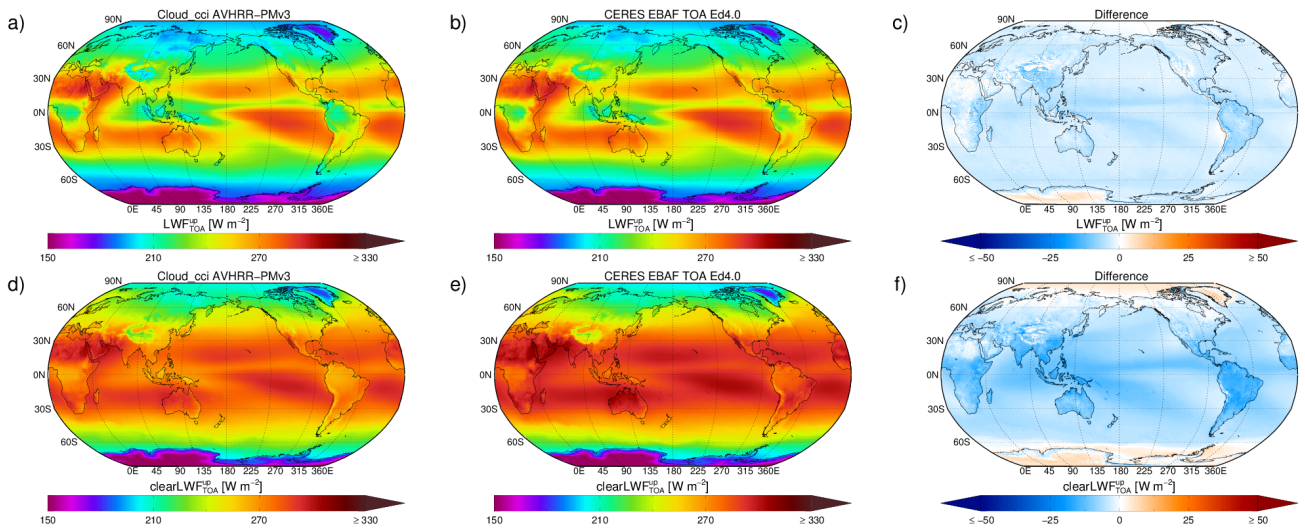 a)
Cloud_cci AVHRR−PMv3
90N
60N
30N
0N
30S
60S
0E 45 90 135 180 225 270 315 360E
LWF^up_TOA [W m⁻²]
150 210 270 ≥ 330
b)
CERES EBAF TOA Ed4.0
90N
60N
30N
0N
30S
60S
0E 45 90 135 180 225 270 315 360E
LWF^up_TOA [W m⁻²]
150 210 270 ≥ 330
c)
Difference
90N
60N
30N
0N
30S
60S
0E 45 90 135 180 225 270 315 360E
LWF^up_TOA [W m⁻²]
≤ −50 −25 0 25 ≥ 50
d)
Cloud_cci AVHRR−PMv3
90N
60N
30N
0N
30S
60S
0E 45 90 135 180 225 270 315 360E
clearLWF^up_TOA [W m⁻²]
150 210 270 ≥ 330
e)
CERES EBAF TOA Ed4.0
90N
60N
30N
0N
30S
60S
0E 45 90 135 180 225 270 315 360E
clearLWF^up_TOA [W m⁻²]
150 210 270 ≥ 330
f)
Difference
90N
60N
30N
0N
30S
60S
0E 45 90 135 180 225 270 315 360E
clearLWF^up_TOA [W m⁻²]
≤ −50 −25 0 25 ≥ 50